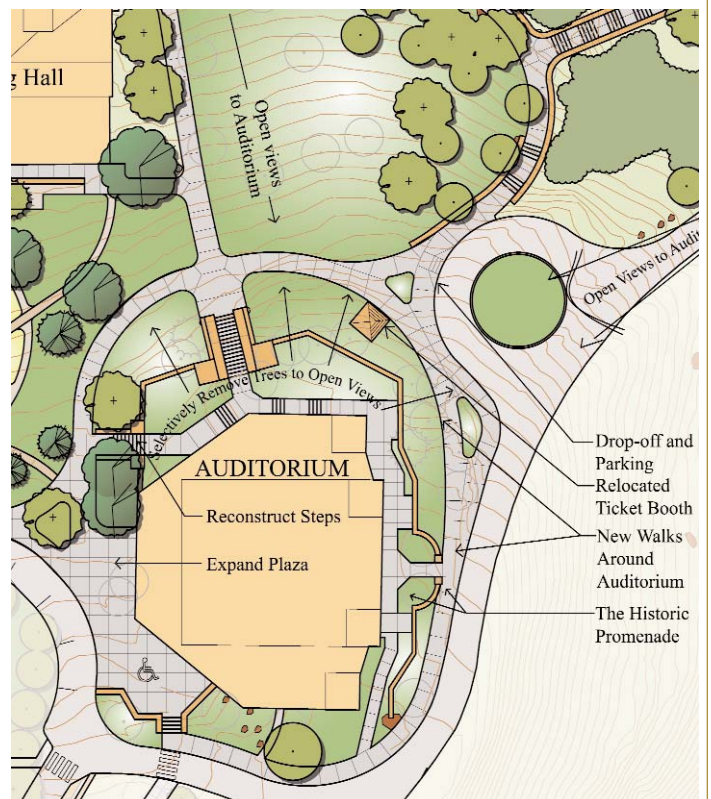 g Hall
Open views
to Auditorium
Open Views to Audi
Selectively Remove Trees to Open Views
AUDITORIUM
Reconstruct Steps
Expand Plaza
Drop-off and
Parking
Relocated
Ticket Booth
New Walks
Around
Auditorium
The Historic
Promenade